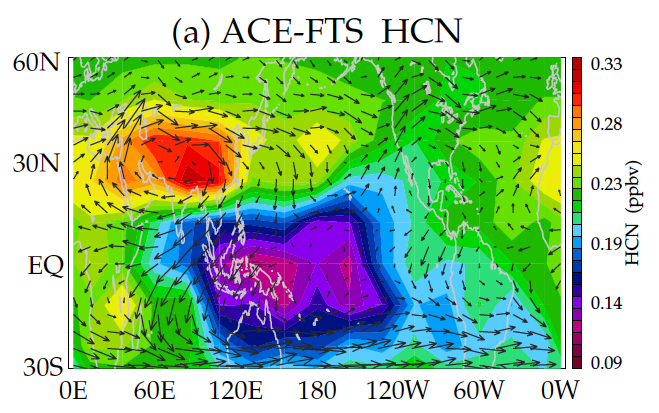 (a) ACE-FTS HCN
60N
30N
EQ
30S
0E 60E 120E 180 120W 60W 0W
0.33
0.28
0.23
0.19
0.14
0.09
HCN (ppbv)